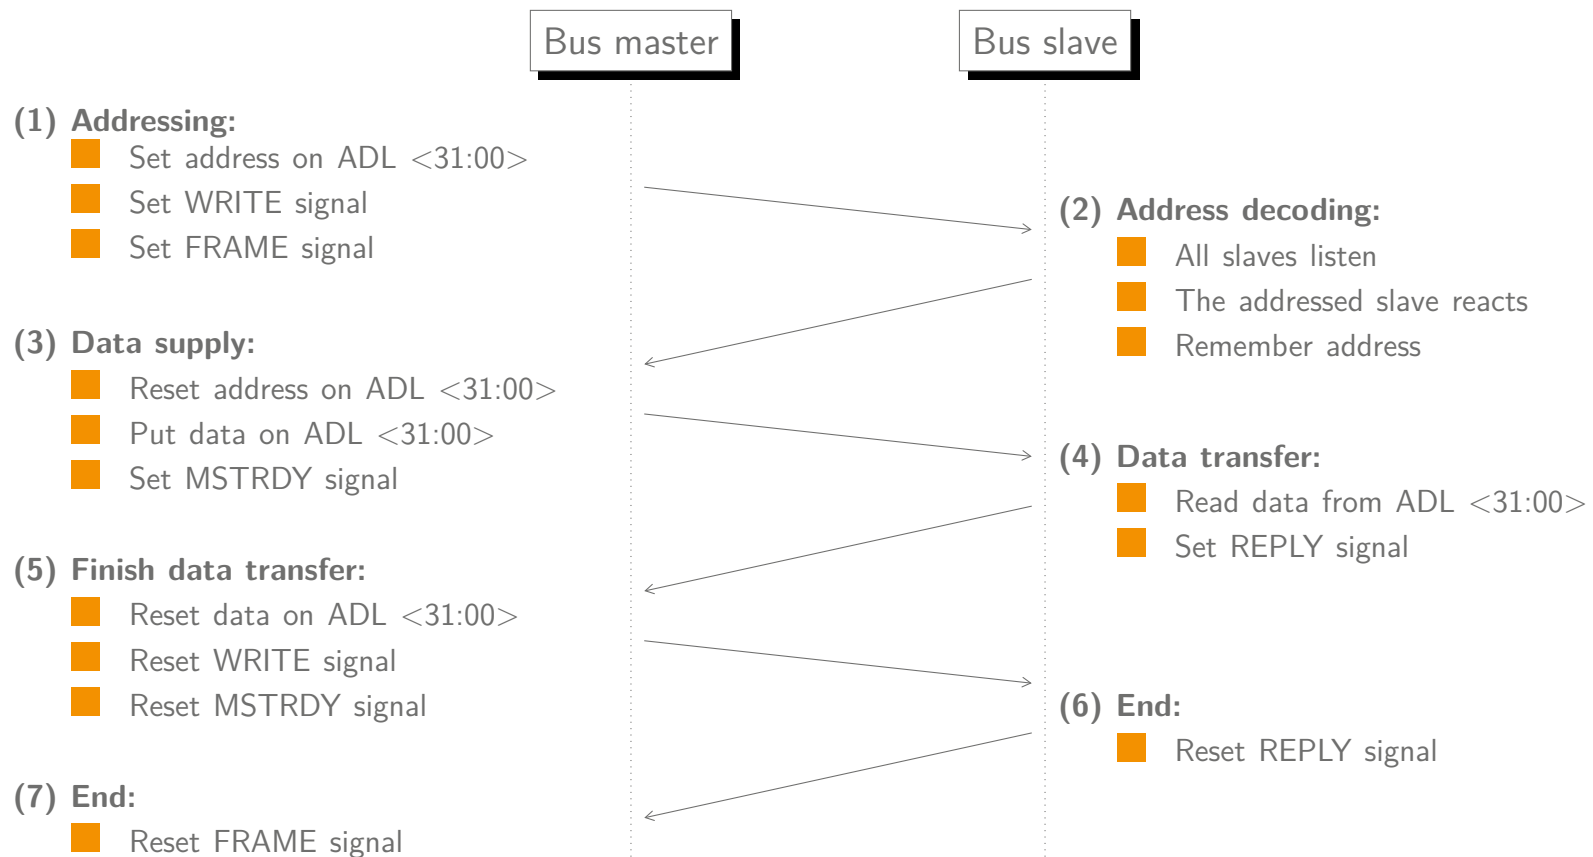 Bus master
Bus slave
(1) Addressing:
Set address on ADL <31:00>
Set WRITE signal
Set FRAME signal
(2) Address decoding:
All slaves listen
The addressed slave reacts
Remember address
(3) Data supply:
Reset address on ADL <31:00>
Put data on ADL <31:00>
Set MSTRDY signal
(4) Data transfer:
Read data from ADL <31:00>
Set REPLY signal
(5) Finish data transfer:
Reset data on ADL <31:00>
Reset WRITE signal
Reset MSTRDY signal
(6) End:
Reset REPLY signal
(7) End:
Reset FRAME signal